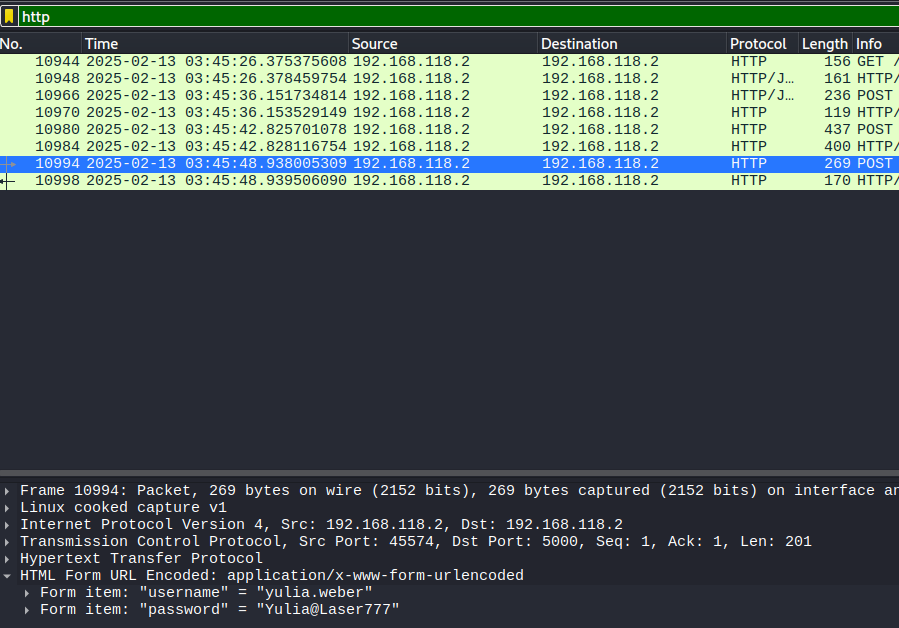 http
No. Time Source Destination Protocol Length Info
10944 2025-02-13 03:45:26.375375608 192.168.118.2 192.168.118.2 HTTP 156 GET /
10948 2025-02-13 03:45:26.378459754 192.168.118.2 192.168.118.2 HTTP/J… 161 HTTP/
10966 2025-02-13 03:45:36.151734814 192.168.118.2 192.168.118.2 HTTP/J… 236 POST
10970 2025-02-13 03:45:36.153529149 192.168.118.2 192.168.118.2 HTTP 119 HTTP/
10980 2025-02-13 03:45:42.825701078 192.168.118.2 192.168.118.2 HTTP 437 POST
10984 2025-02-13 03:45:42.828116754 192.168.118.2 192.168.118.2 HTTP 400 HTTP/
10994 2025-02-13 03:45:48.938005309 192.168.118.2 192.168.118.2 HTTP 269 POST
10998 2025-02-13 03:45:48.939506090 192.168.118.2 192.168.118.2 HTTP 170 HTTP/
Frame 10994: Packet, 269 bytes on wire (2152 bits), 269 bytes captured (2152 bits) on interface an
Linux cooked capture v1
Internet Protocol Version 4, Src: 192.168.118.2, Dst: 192.168.118.2
Transmission Control Protocol, Src Port: 45574, Dst Port: 5000, Seq: 1, Ack: 1, Len: 201
Hypertext Transfer Protocol
HTML Form URL Encoded: application/x-www-form-urlencoded
Form item: "username" = "yulia.weber"
Form item: "password" = "Yulia@Laser777"